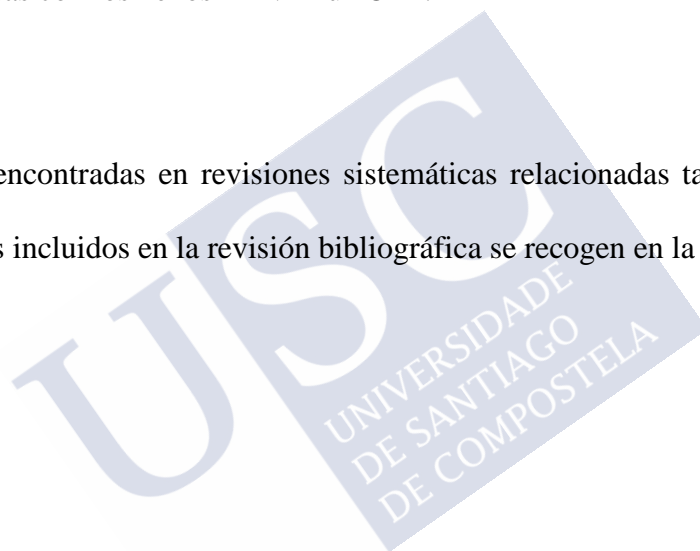 encontradas en revisiones sistemáticas relacionadas
s incluidos en la revisión bibliográfica se recogen en la
USC
UNIVERSIDADE
DE SANTIAGO
DE COMPOSTELA